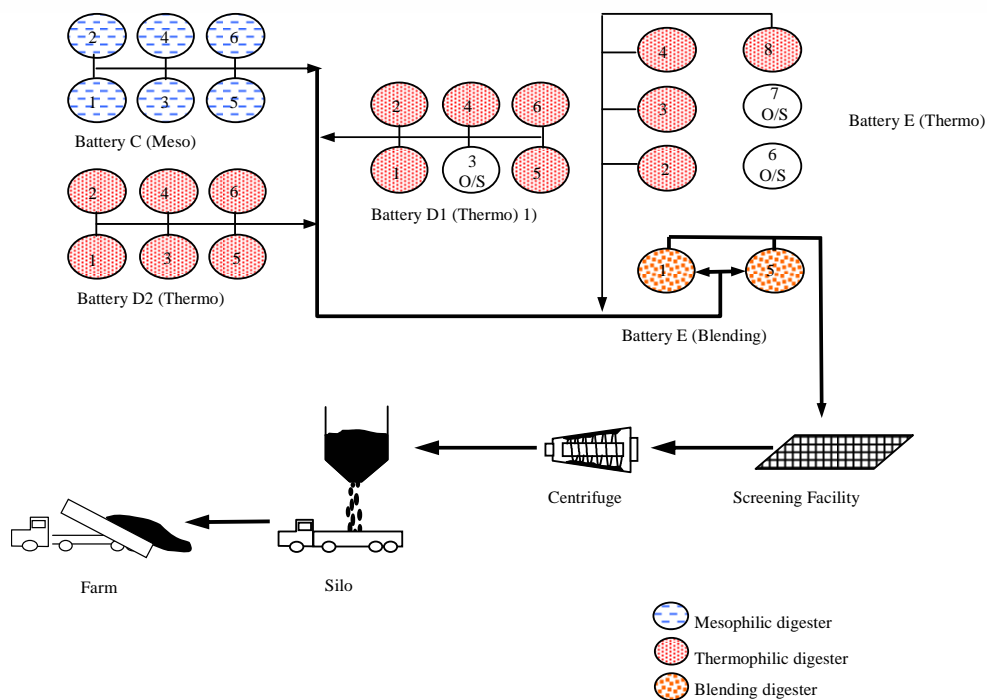 2 4 6
1 3 5
Battery C (Meso)
2 4 6
1 3 5
O/S
Battery D1 (Thermo) 1)
4 8
3 7
O/S
2 6
O/S
Battery E (Thermo)
2 4 6
1 3 5
Battery D2 (Thermo)
1 5
Battery E (Blending)
Centrifuge
Screening Facility
Farm
Silo
Mesophilic digester
Thermophilic digester
Blending digester